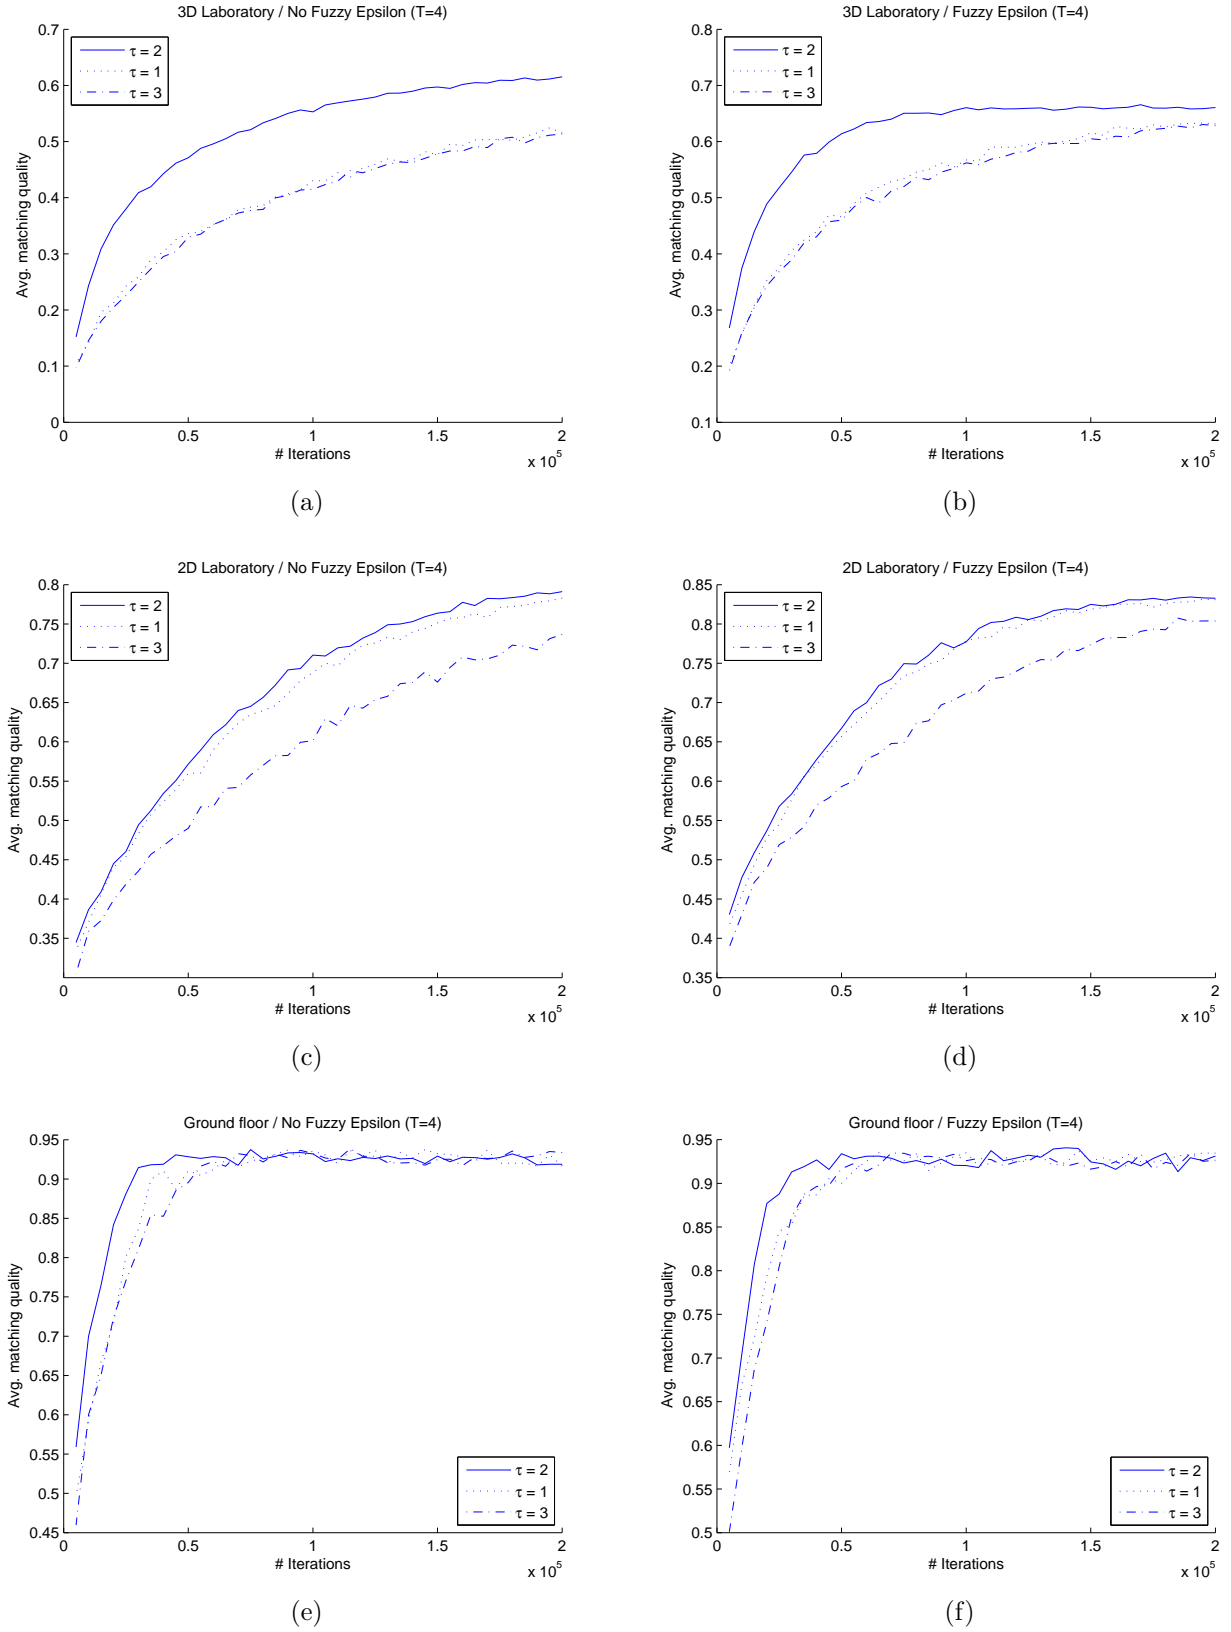 3D Laboratory / No Fuzzy Epsilon (T=4)
0.7
0.6
0.5
0.4
0.3
0.2
0.1
0
Avg. matching quality
τ = 2
τ = 1
τ = 3
0 0.5 1 1.5 2
# Iterations
x 10^5
(a)
3D Laboratory / Fuzzy Epsilon (T=4)
0.8
0.7
0.6
0.5
0.4
0.3
0.2
0.1
Avg. matching quality
τ = 2
τ = 1
τ = 3
0 0.5 1 1.5 2
# Iterations
x 10^5
(b)
2D Laboratory / No Fuzzy Epsilon (T=4)
0.8
0.75
0.7
0.65
0.6
0.55
0.5
0.45
0.4
0.35
Avg. matching quality
τ = 2
τ = 1
τ = 3
0 0.5 1 1.5 2
# Iterations
x 10^5
(c)
2D Laboratory / Fuzzy Epsilon (T=4)
0.85
0.8
0.75
0.7
0.65
0.6
0.55
0.5
0.45
0.4
0.35
Avg. matching quality
τ = 2
τ = 1
τ = 3
0 0.5 1 1.5 2
# Iterations
x 10^5
(d)
Ground floor / No Fuzzy Epsilon (T=4)
0.95
0.9
0.85
0.8
0.75
0.7
0.65
0.6
0.55
0.5
0.45
Avg. matching quality
τ = 2
τ = 1
τ = 3
0 0.5 1 1.5 2
# Iterations
x 10^5
(e)
Ground floor / Fuzzy Epsilon (T=4)
0.95
0.9
0.85
0.8
0.75
0.7
0.65
0.6
0.55
0.5
Avg. matching quality
τ = 2
τ = 1
τ = 3
0 0.5 1 1.5 2
# Iterations
x 10^5
(f)